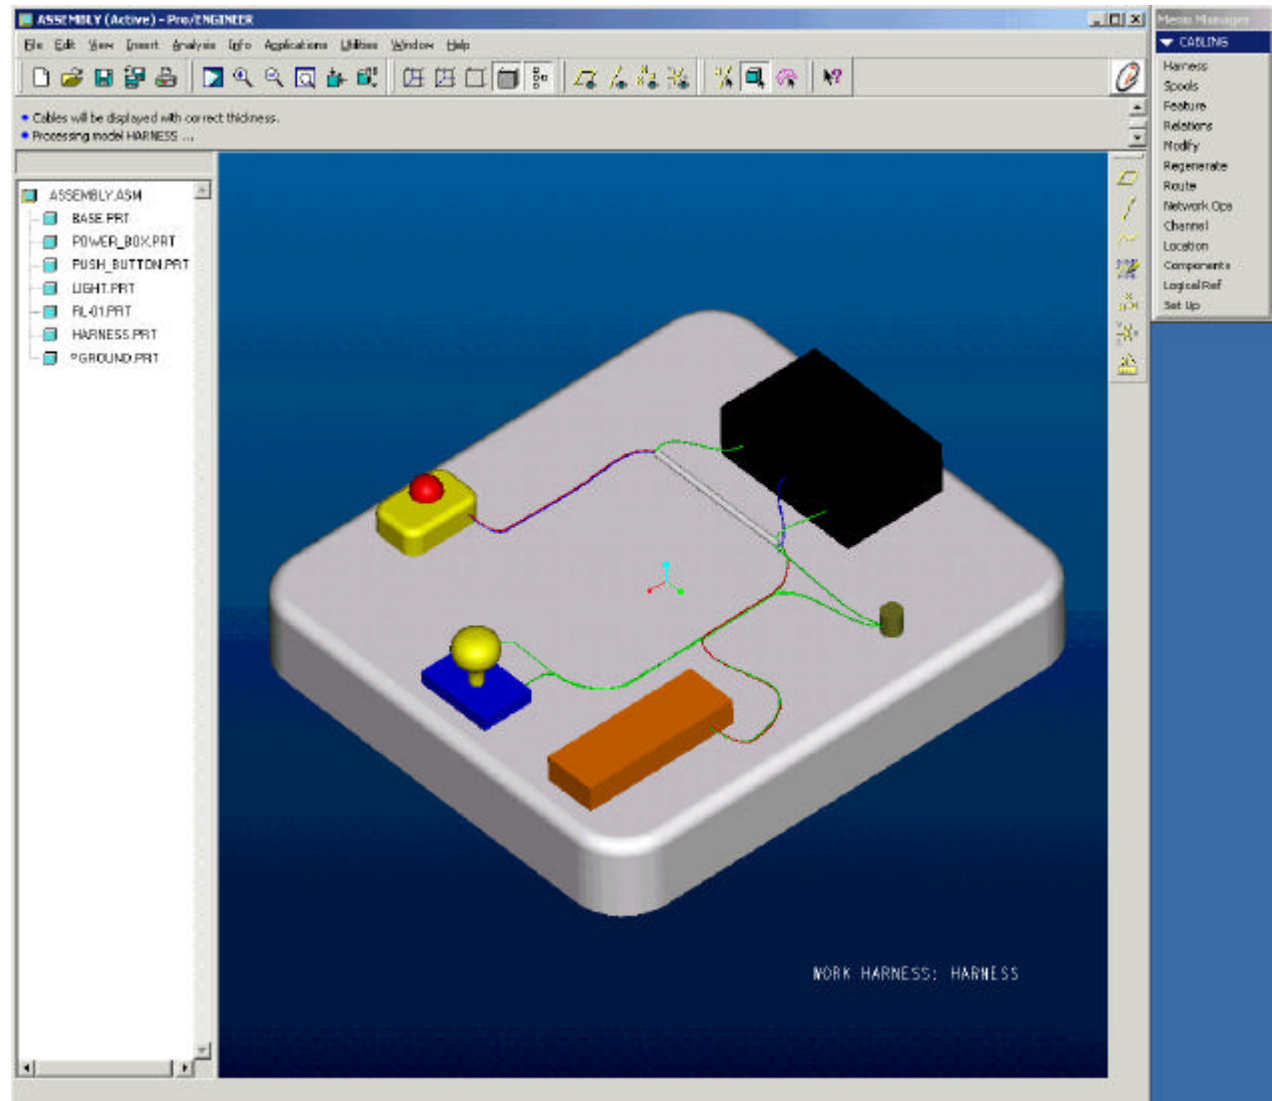 ASSEMBLY (Active) - Pro/ENGINEER
File Edit View Insert Analysis Info Applications Utilities Window Help
Cables will be displayed with correct thickness.
Processing model HARNESS ...
ASSEMBLY.ASM
BASE.PRT
POWER_BOX.PRT
PUSH_BUTTON.PRT
LIGHT.PRT
RL-01.PRT
HARNESS.PRT
GROUND.PRT
WORK HARNESS: HARNESS
Menu Manager
CABLING
Harness
Spools
Feature
Relations
Modify
Regenerate
Route
Network Ops
Channel
Location
Components
Logical Ref
Set Up